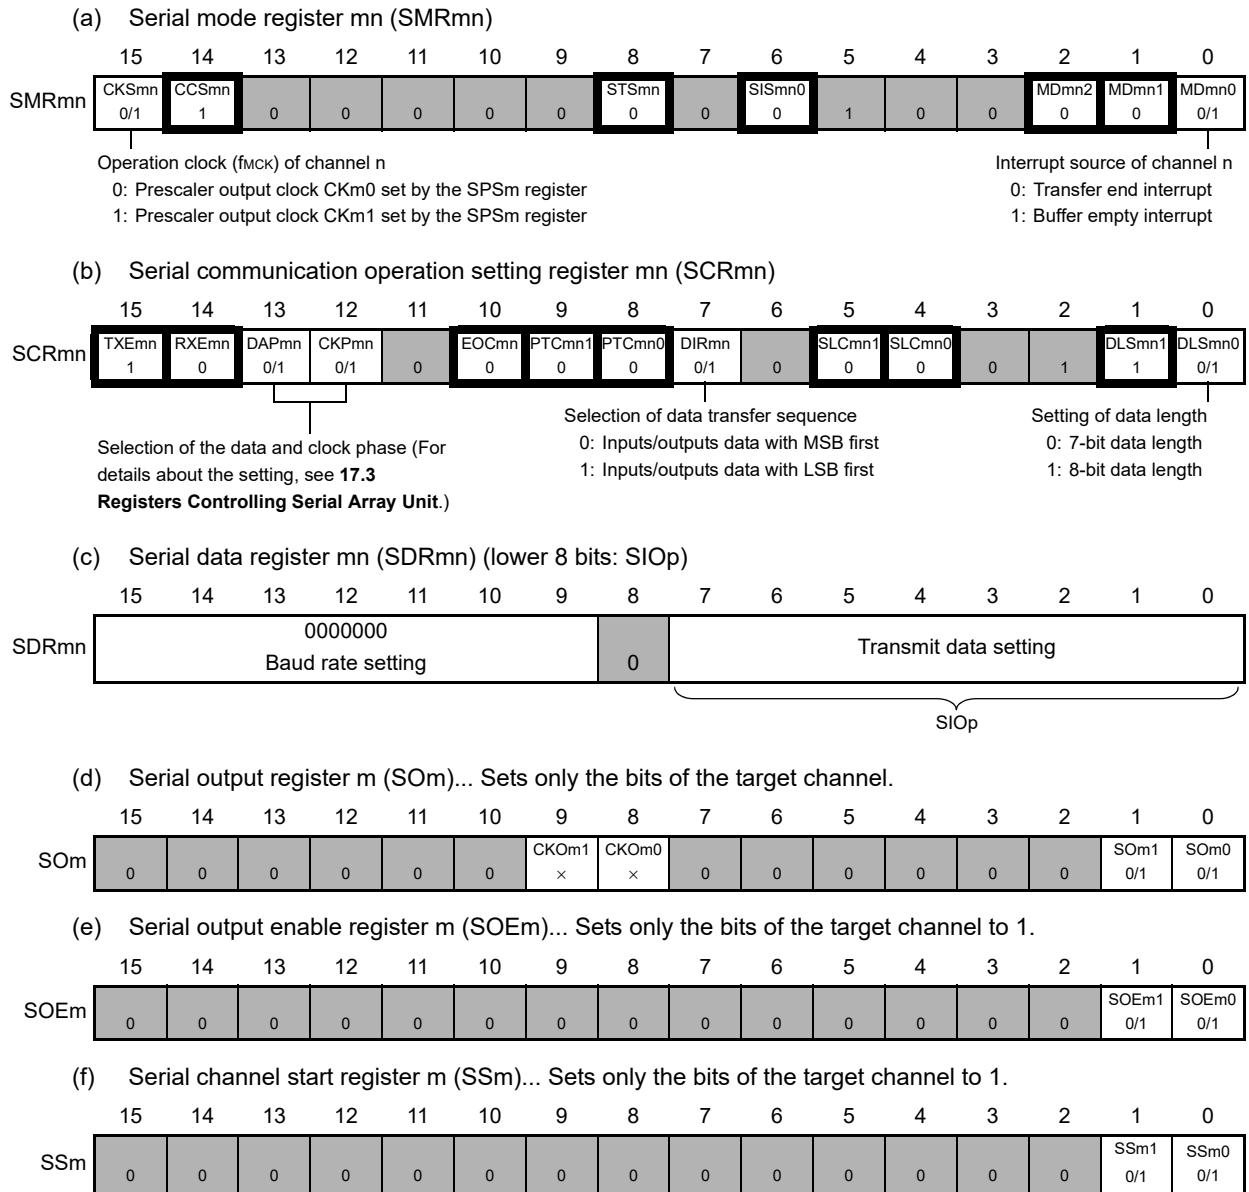 (a) Serial mode register mn (SMRmn)
15 14 13 12 11 10 9 8 7 6 5 4 3 2 1 0
SMRmn
CKSmn CCSmn STSmn SISmn0 MDmn2 MDmn1 MDmn0
0/1 1 0 0 0 0 0 0 0 0 1 0 0 0 0 0/1
Operation clock (fMCK) of channel n
0: Prescaler output clock CKm0 set by the SPSm register
1: Prescaler output clock CKm1 set by the SPSm register
Interrupt source of channel n
0: Transfer end interrupt
1: Buffer empty interrupt
(b) Serial communication operation setting register mn (SCRmn)
15 14 13 12 11 10 9 8 7 6 5 4 3 2 1 0
SCRmn
TXEmn RXEmn DAPmn CKPmn EOCmn PTCmn1 PTCmn0 DIRmn SLCmn1 SLCmn0 DLSmn1 DLSmn0
1 0 0/1 0/1 0 0 0 0 0/1 0 0 0 0 1 1 0/1
Selection of the data and clock phase (For
details about the setting, see 17.3
Registers Controlling Serial Array Unit.)
Selection of data transfer sequence
0: Inputs/outputs data with MSB first
1: Inputs/outputs data with LSB first
Setting of data length
0: 7-bit data length
1: 8-bit data length
(c) Serial data register mn (SDRmn) (lower 8 bits: SIOp)
15 14 13 12 11 10 9 8 7 6 5 4 3 2 1 0
SDRmn
0000000
Baud rate setting
0
Transmit data setting
SIOp
(d) Serial output register m (SOm)... Sets only the bits of the target channel.
15 14 13 12 11 10 9 8 7 6 5 4 3 2 1 0
SOm
CKOm1 CKOm0 SOm1 SOm0
0 0 0 0 0 0 × × 0 0 0 0 0 0 0/1 0/1
(e) Serial output enable register m (SOEm)... Sets only the bits of the target channel to 1.
15 14 13 12 11 10 9 8 7 6 5 4 3 2 1 0
SOEm
SOEm1 SOEm0
0 0 0 0 0 0 0 0 0 0 0 0 0 0 0/1 0/1
(f) Serial channel start register m (SSm)... Sets only the bits of the target channel to 1.
15 14 13 12 11 10 9 8 7 6 5 4 3 2 1 0
SSm
SSm1 SSm0
0 0 0 0 0 0 0 0 0 0 0 0 0 0 0/1 0/1